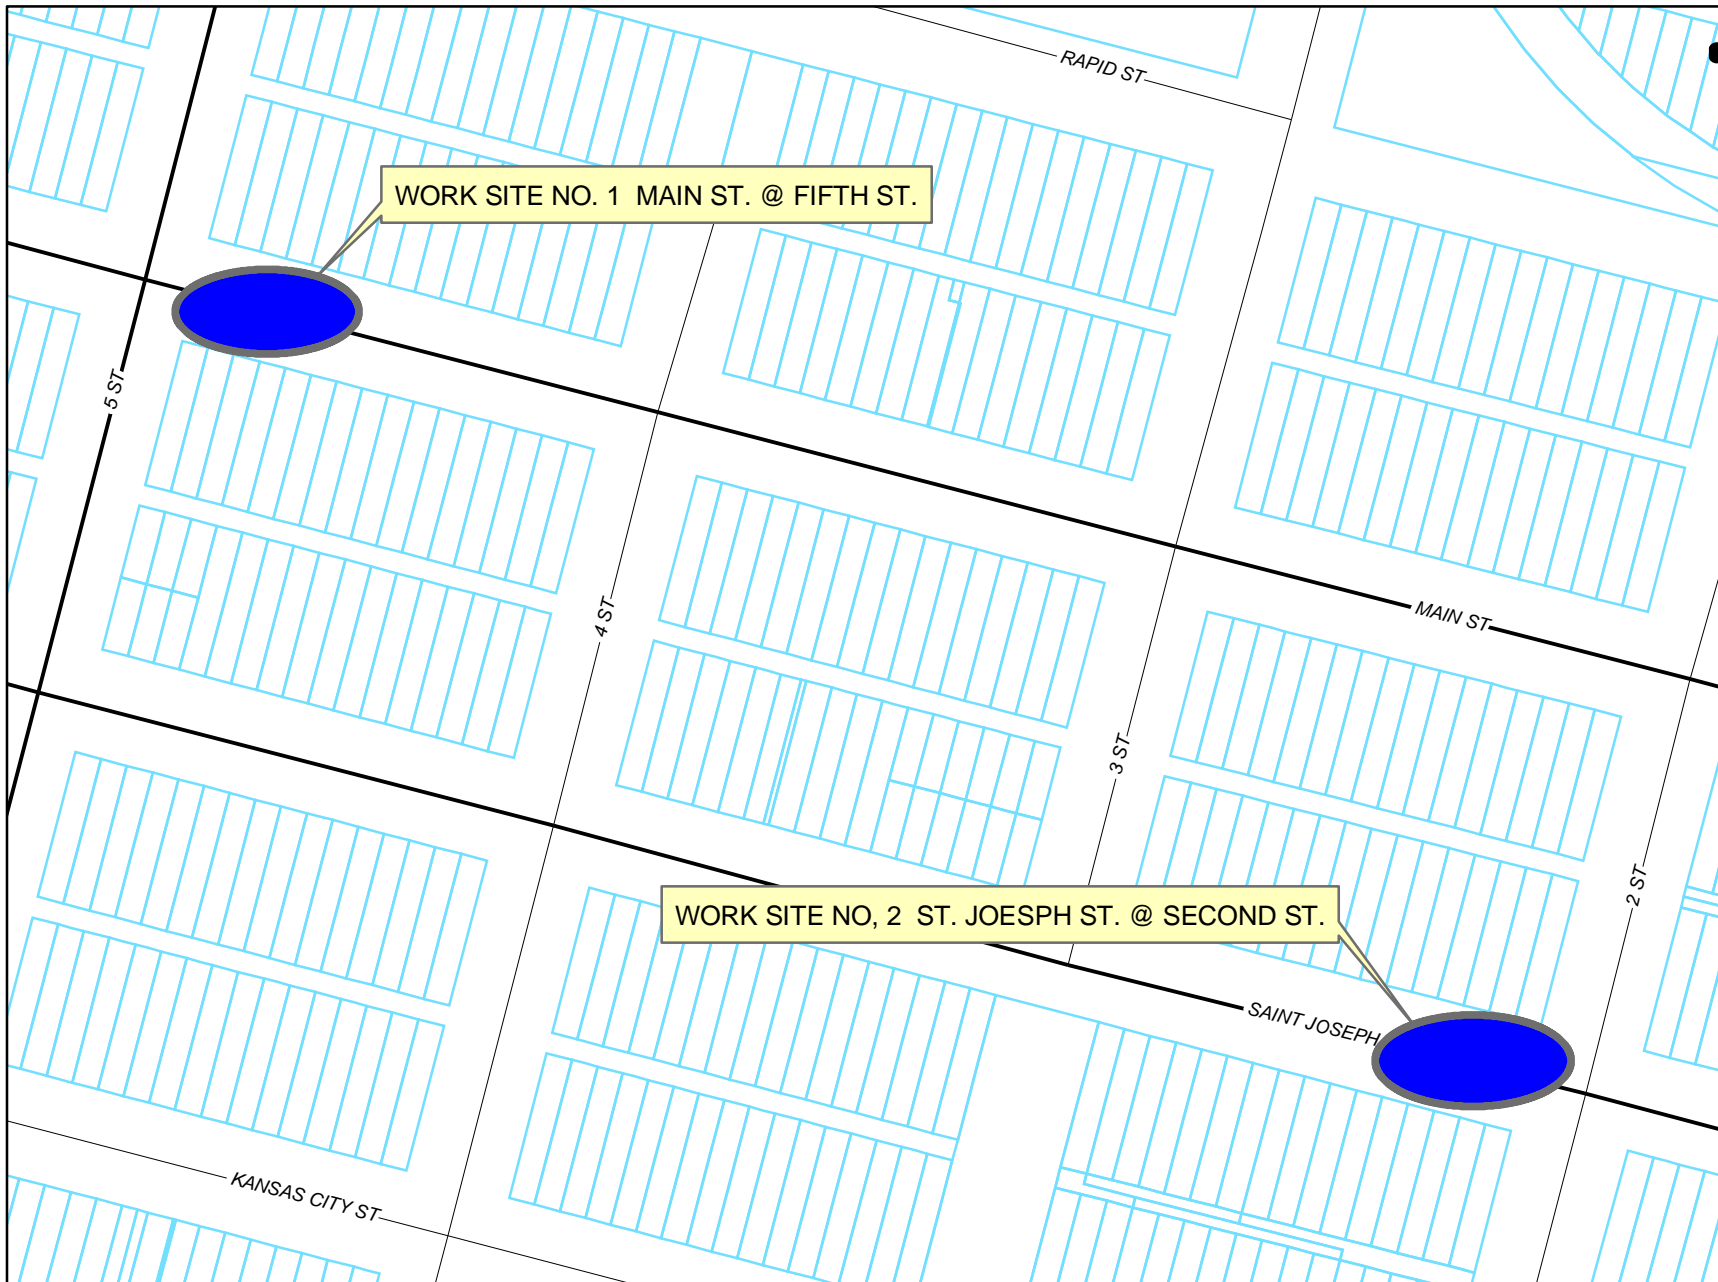 RAPID ST
WORK SITE NO. 1 MAIN ST. @ FIFTH ST.
5 ST
4 ST
MAIN ST
3 ST
2 ST
WORK SITE NO, 2 ST. JOESPH ST. @ SECOND ST.
SAINT JOSEPH
KANSAS CITY ST